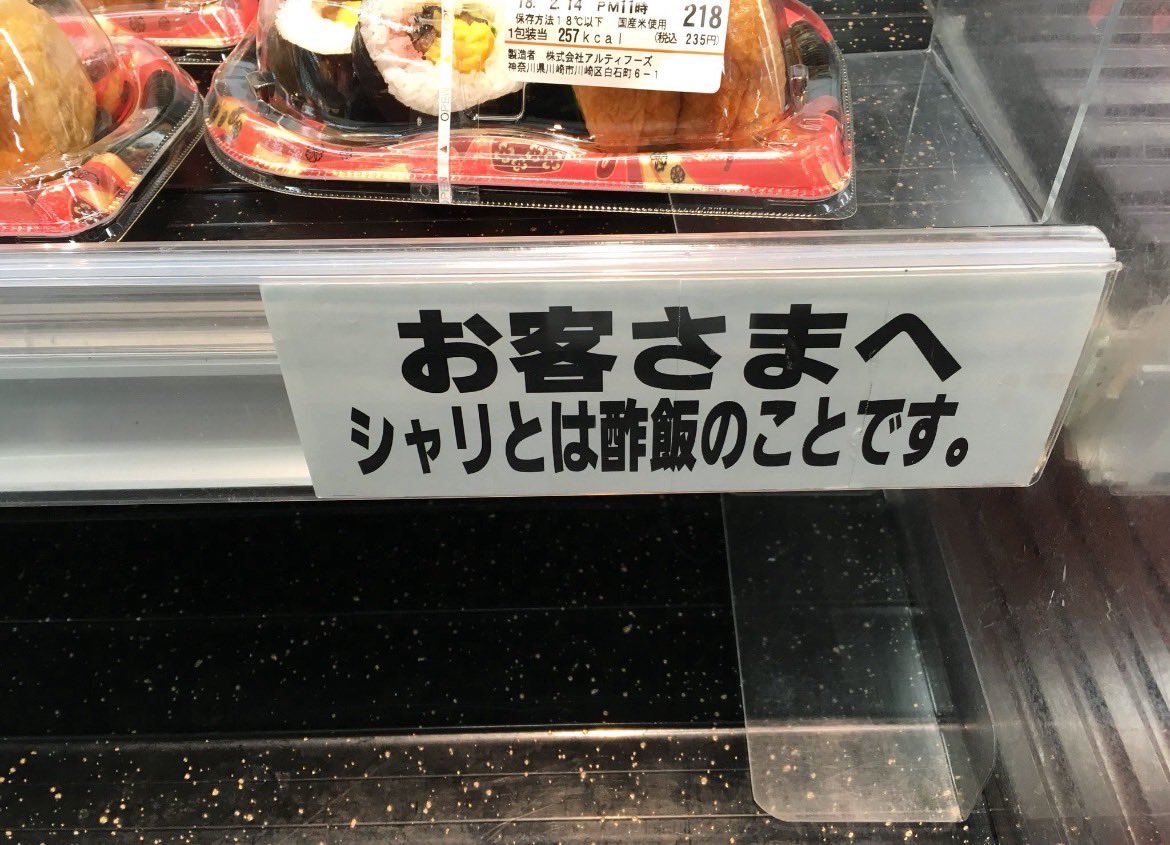 18. 2.14 PM11時
保存方法18℃以下 国産米使用 218
1包装当 257kcal (税込 235円)
製造者 株式会社アルティフーズ
神奈川県川崎市川崎区白石町6-1
OPEN
お客さまへ
シャリとは酢飯のことです。